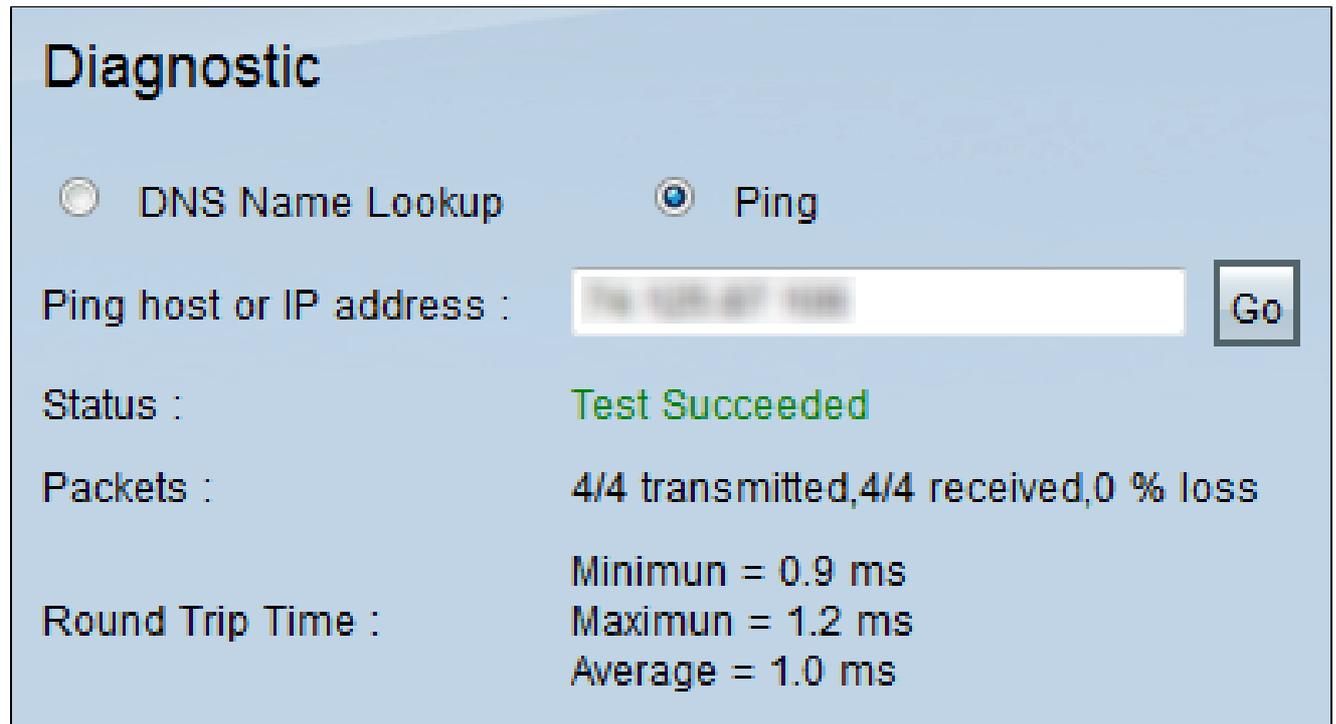 Diagnostic
DNS Name Lookup Ping
Ping host or IP address : Go
Status : Test Succeeded
Packets : 4/4 transmitted,4/4 received,0 % loss
Minimun = 0.9 ms
Round Trip Time : Maximun = 1.2 ms
Average = 1.0 ms